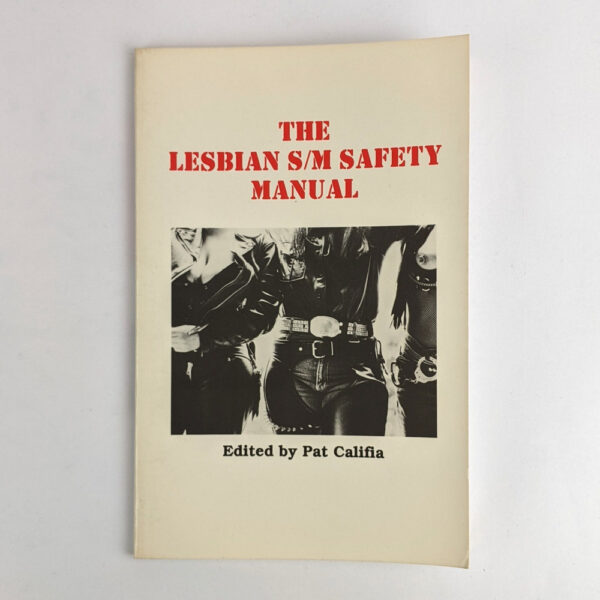 THE
LESBIAN S/M SAFETY
MANUAL
Edited by Pat Califia